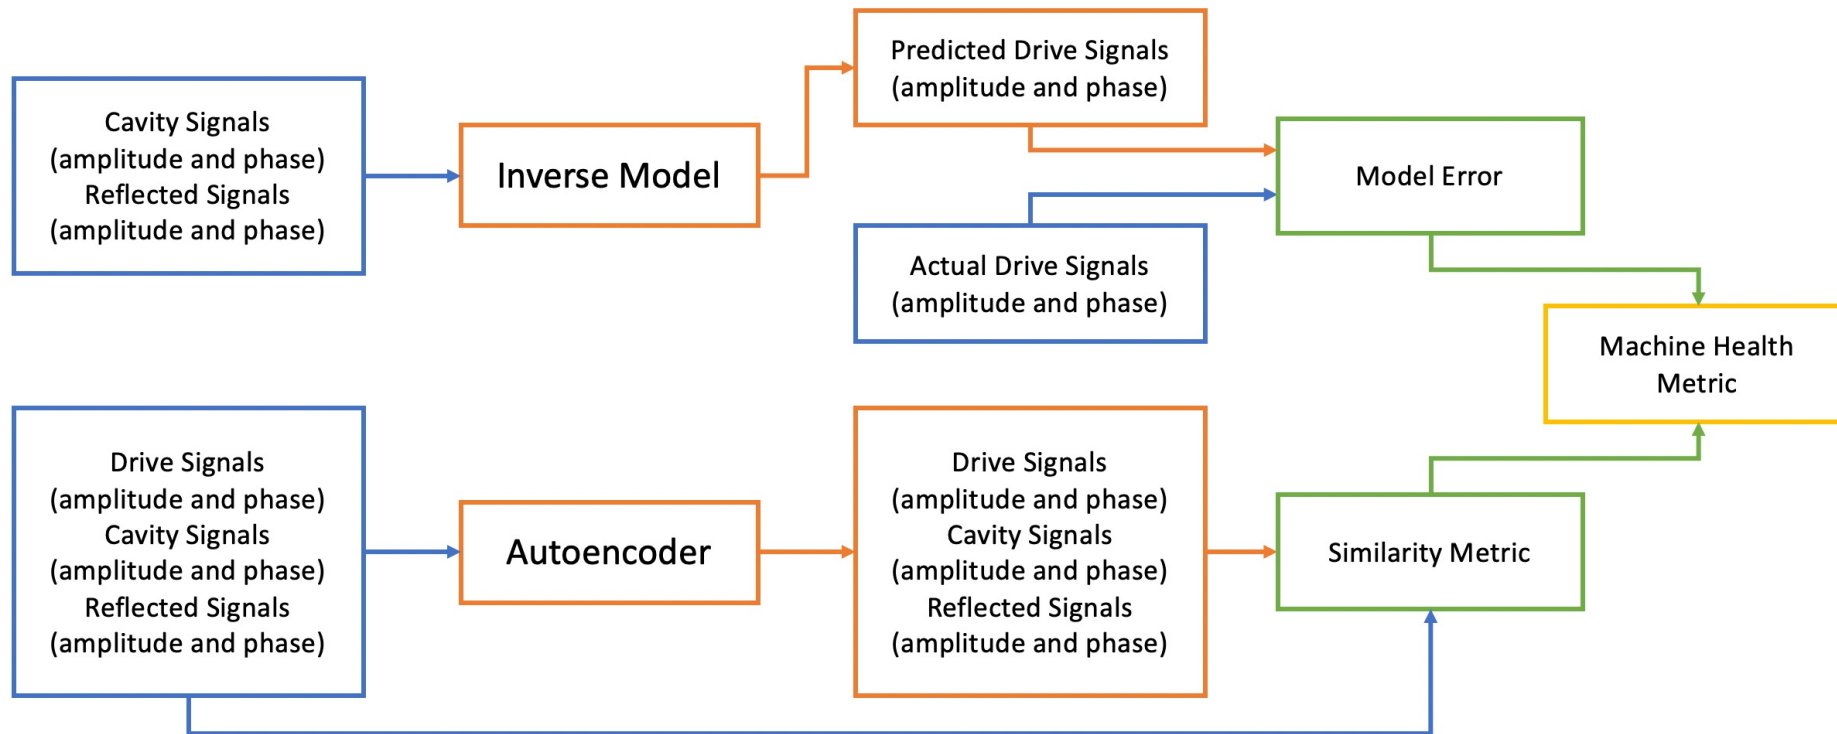 Cavity Signals
(amplitude and phase)
Reflected Signals
(amplitude and phase)
Inverse Model
Predicted Drive Signals
(amplitude and phase)
Actual Drive Signals
(amplitude and phase)
Model Error
Machine Health
Metric
Drive Signals
(amplitude and phase)
Cavity Signals
(amplitude and phase)
Reflected Signals
(amplitude and phase)
Autoencoder
Drive Signals
(amplitude and phase)
Cavity Signals
(amplitude and phase)
Reflected Signals
(amplitude and phase)
Similarity Metric